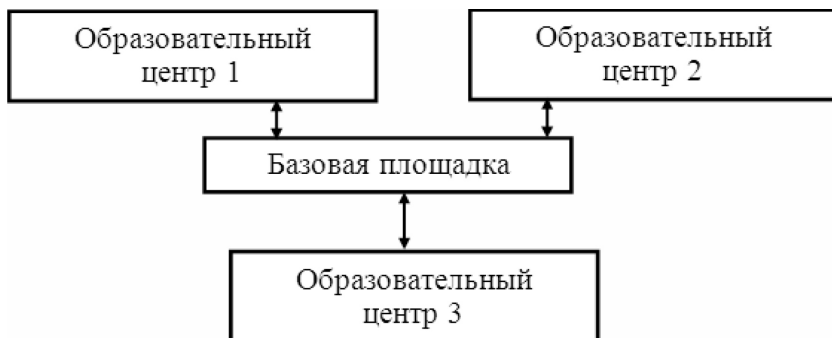 Образовательный
центр 1
Образовательный
центр 2
Базовая площадка
Образовательный
центр 3